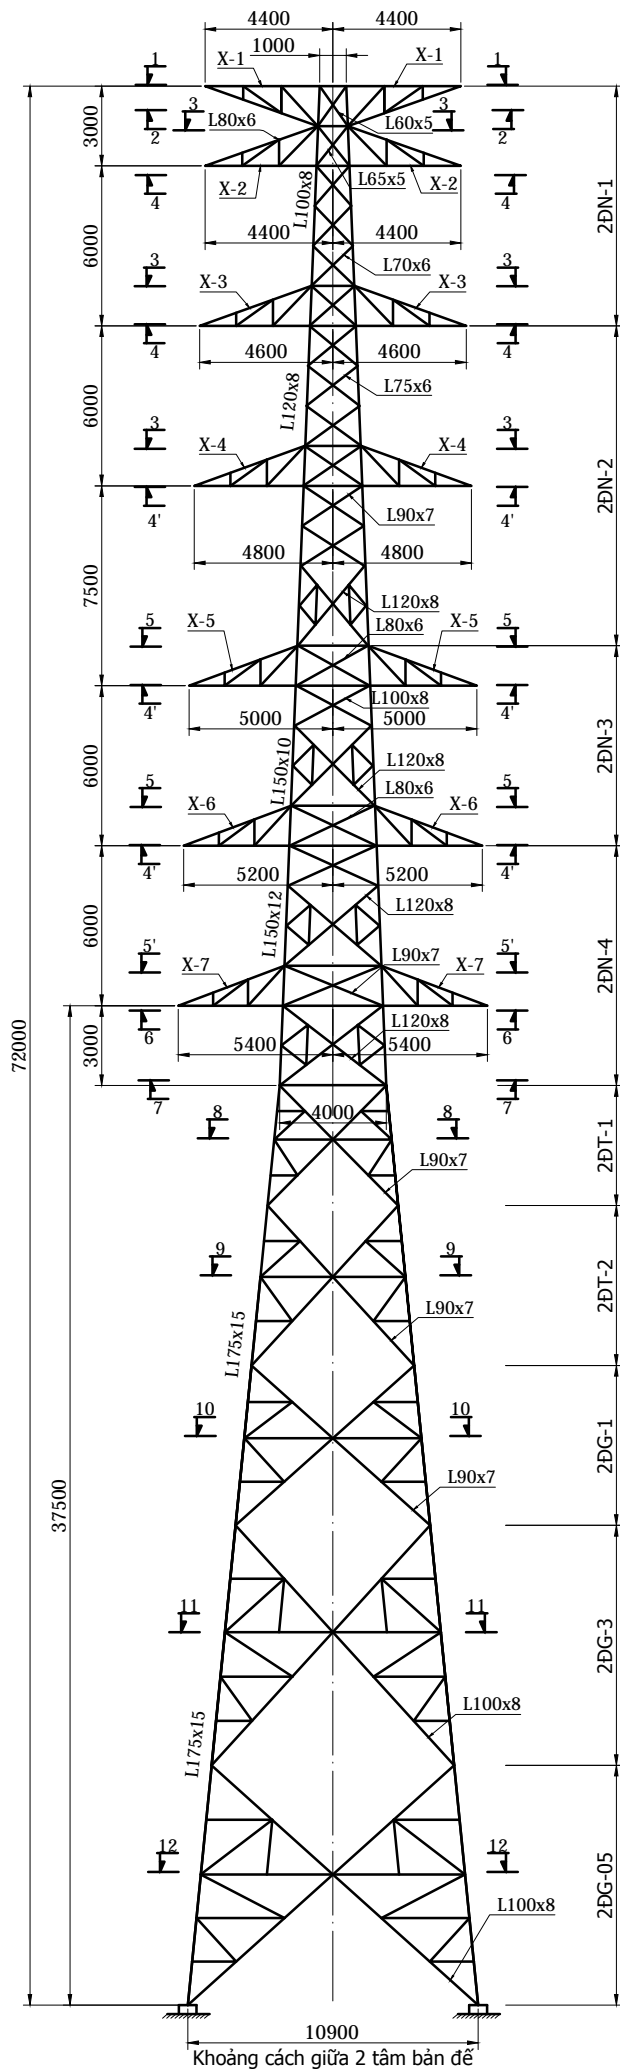 4400
4400
1000
X-1
X-1
1
1
3
3
L80x6
L60x5
2
2
3000
X-2
L65x5
X-2
L100x8
4
4
4400
4400
2ĐN-1
6000
L70x6
3
3
X-3
X-3
4600
4600
4
4
L75x6
L120x8
6000
3
3
X-4
X-4
2ĐN-2
L90x7
4'
4'
4800
4800
7500
L120x8
5
5
X-5
L80x6
X-5
L100x8
5000
5000
4'
4'
2ĐN-3
L150x10
L120x8
6000
5
5
X-6
L80x6
X-6
4'
4'
5200
5200
L120x8
L150x12
6000
5'
5'
L90x7
X-7
X-7
2ĐN-4
L120x8
6
6
5400
5400
72000
3000
7
7
4000
8
8
2ĐT-1
L90x7
9
9
2ĐT-2
L90x7
L175x15
10
10
2ĐG-1
L90x7
37500
11
11
2ĐG-3
L100x8
L175x15
12
12
2ĐG-05
L100x8
10900
Khoảng cách giữa 2 tâm bản đế